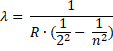 λ = 1 / (R · (1/2² − 1/n²))